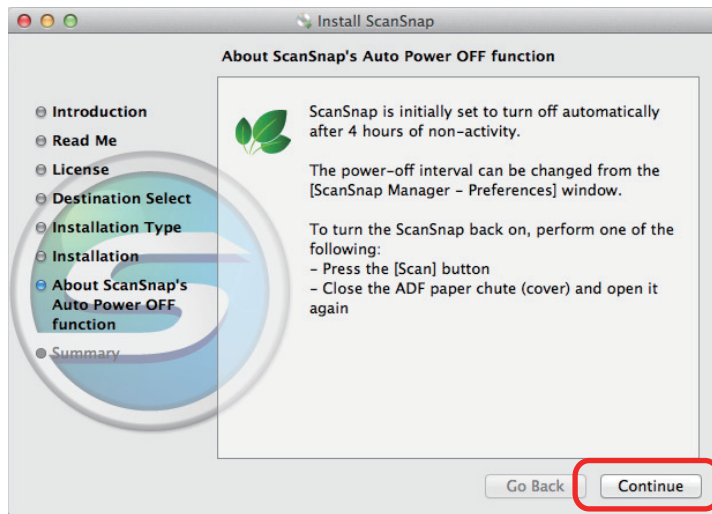 Install ScanSnap
About ScanSnap's Auto Power OFF function
Introduction
Read Me
License
Destination Select
Installation Type
Installation
About ScanSnap's
Auto Power OFF
function
Summary
ScanSnap is initially set to turn off automatically
after 4 hours of non-activity.
The power-off interval can be changed from the
[ScanSnap Manager - Preferences] window.
To turn the ScanSnap back on, perform one of the
following:
- Press the [Scan] button
- Close the ADF paper chute (cover) and open it
again
Go Back
Continue